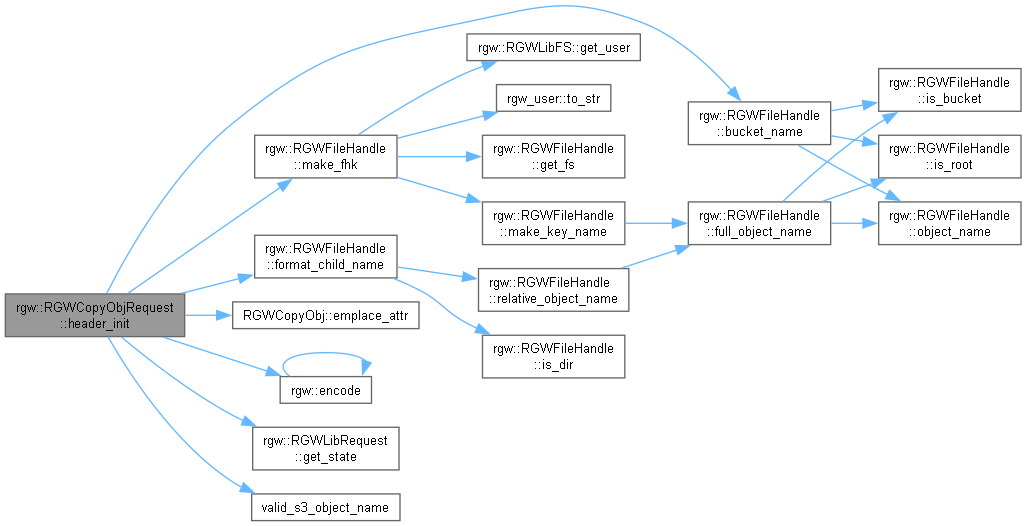 rgw::RGWCopyObjRequest
::header_init
rgw::RGWFileHandle
::make_fhk
rgw::RGWFileHandle
::format_child_name
RGWCopyObj::emplace_attr
rgw::encode
rgw::RGWLibRequest
::get_state
valid_s3_object_name
rgw::RGWLibFS::get_user
rgw_user::to_str
rgw::RGWFileHandle
::get_fs
rgw::RGWFileHandle
::make_key_name
rgw::RGWFileHandle
::relative_object_name
rgw::RGWFileHandle
::is_dir
rgw::RGWFileHandle
::bucket_name
rgw::RGWFileHandle
::full_object_name
rgw::RGWFileHandle
::is_bucket
rgw::RGWFileHandle
::is_root
rgw::RGWFileHandle
::object_name